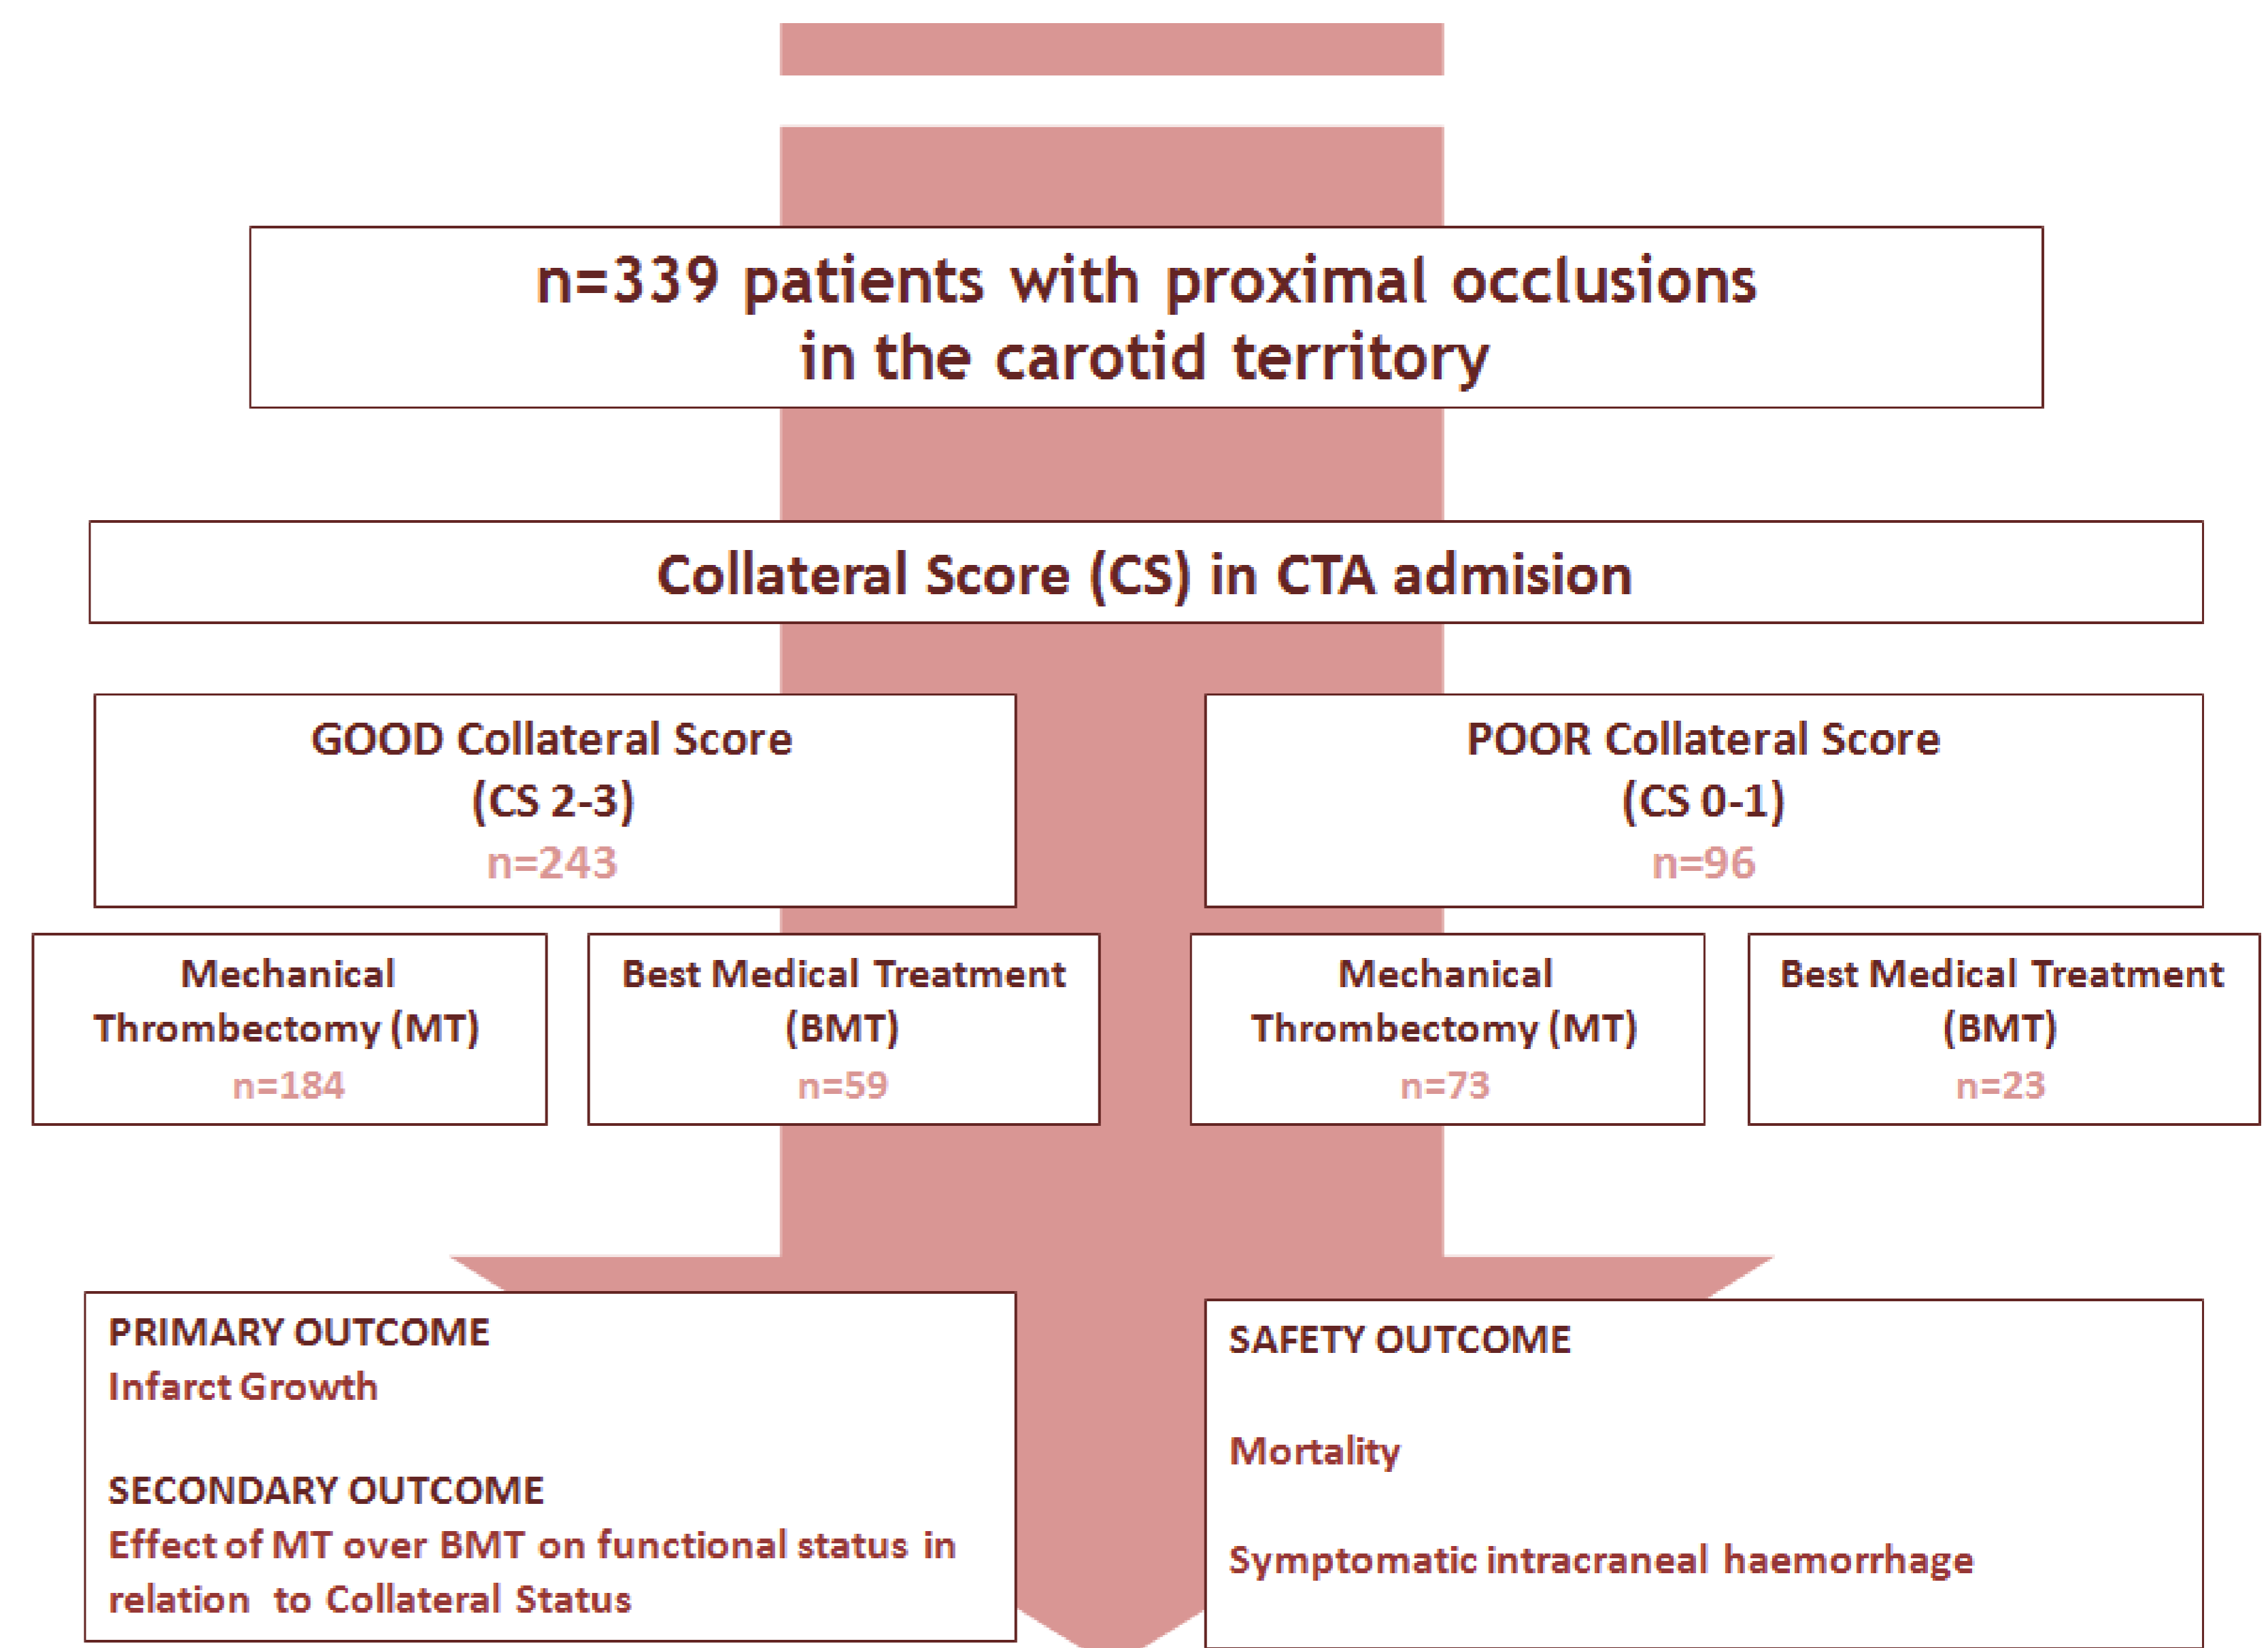 n=339 patients with proximal occlusions
in the carotid territory
Collateral Score (CS) in CTA admision
GOOD Collateral Score
(CS 2-3)
n=243
POOR Collateral Score
(CS 0-1)
n=96
Mechanical
Thrombectomy (MT)
n=184
Best Medical Treatment
(BMT)
n=59
Mechanical
Thrombectomy (MT)
n=73
Best Medical Treatment
(BMT)
n=23
PRIMARY OUTCOME
Infarct Growth
SECONDARY OUTCOME
Effect of MT over BMT on functional status in
relation to Collateral Status
SAFETY OUTCOME
Mortality
Symptomatic intracraneal haemorrhage